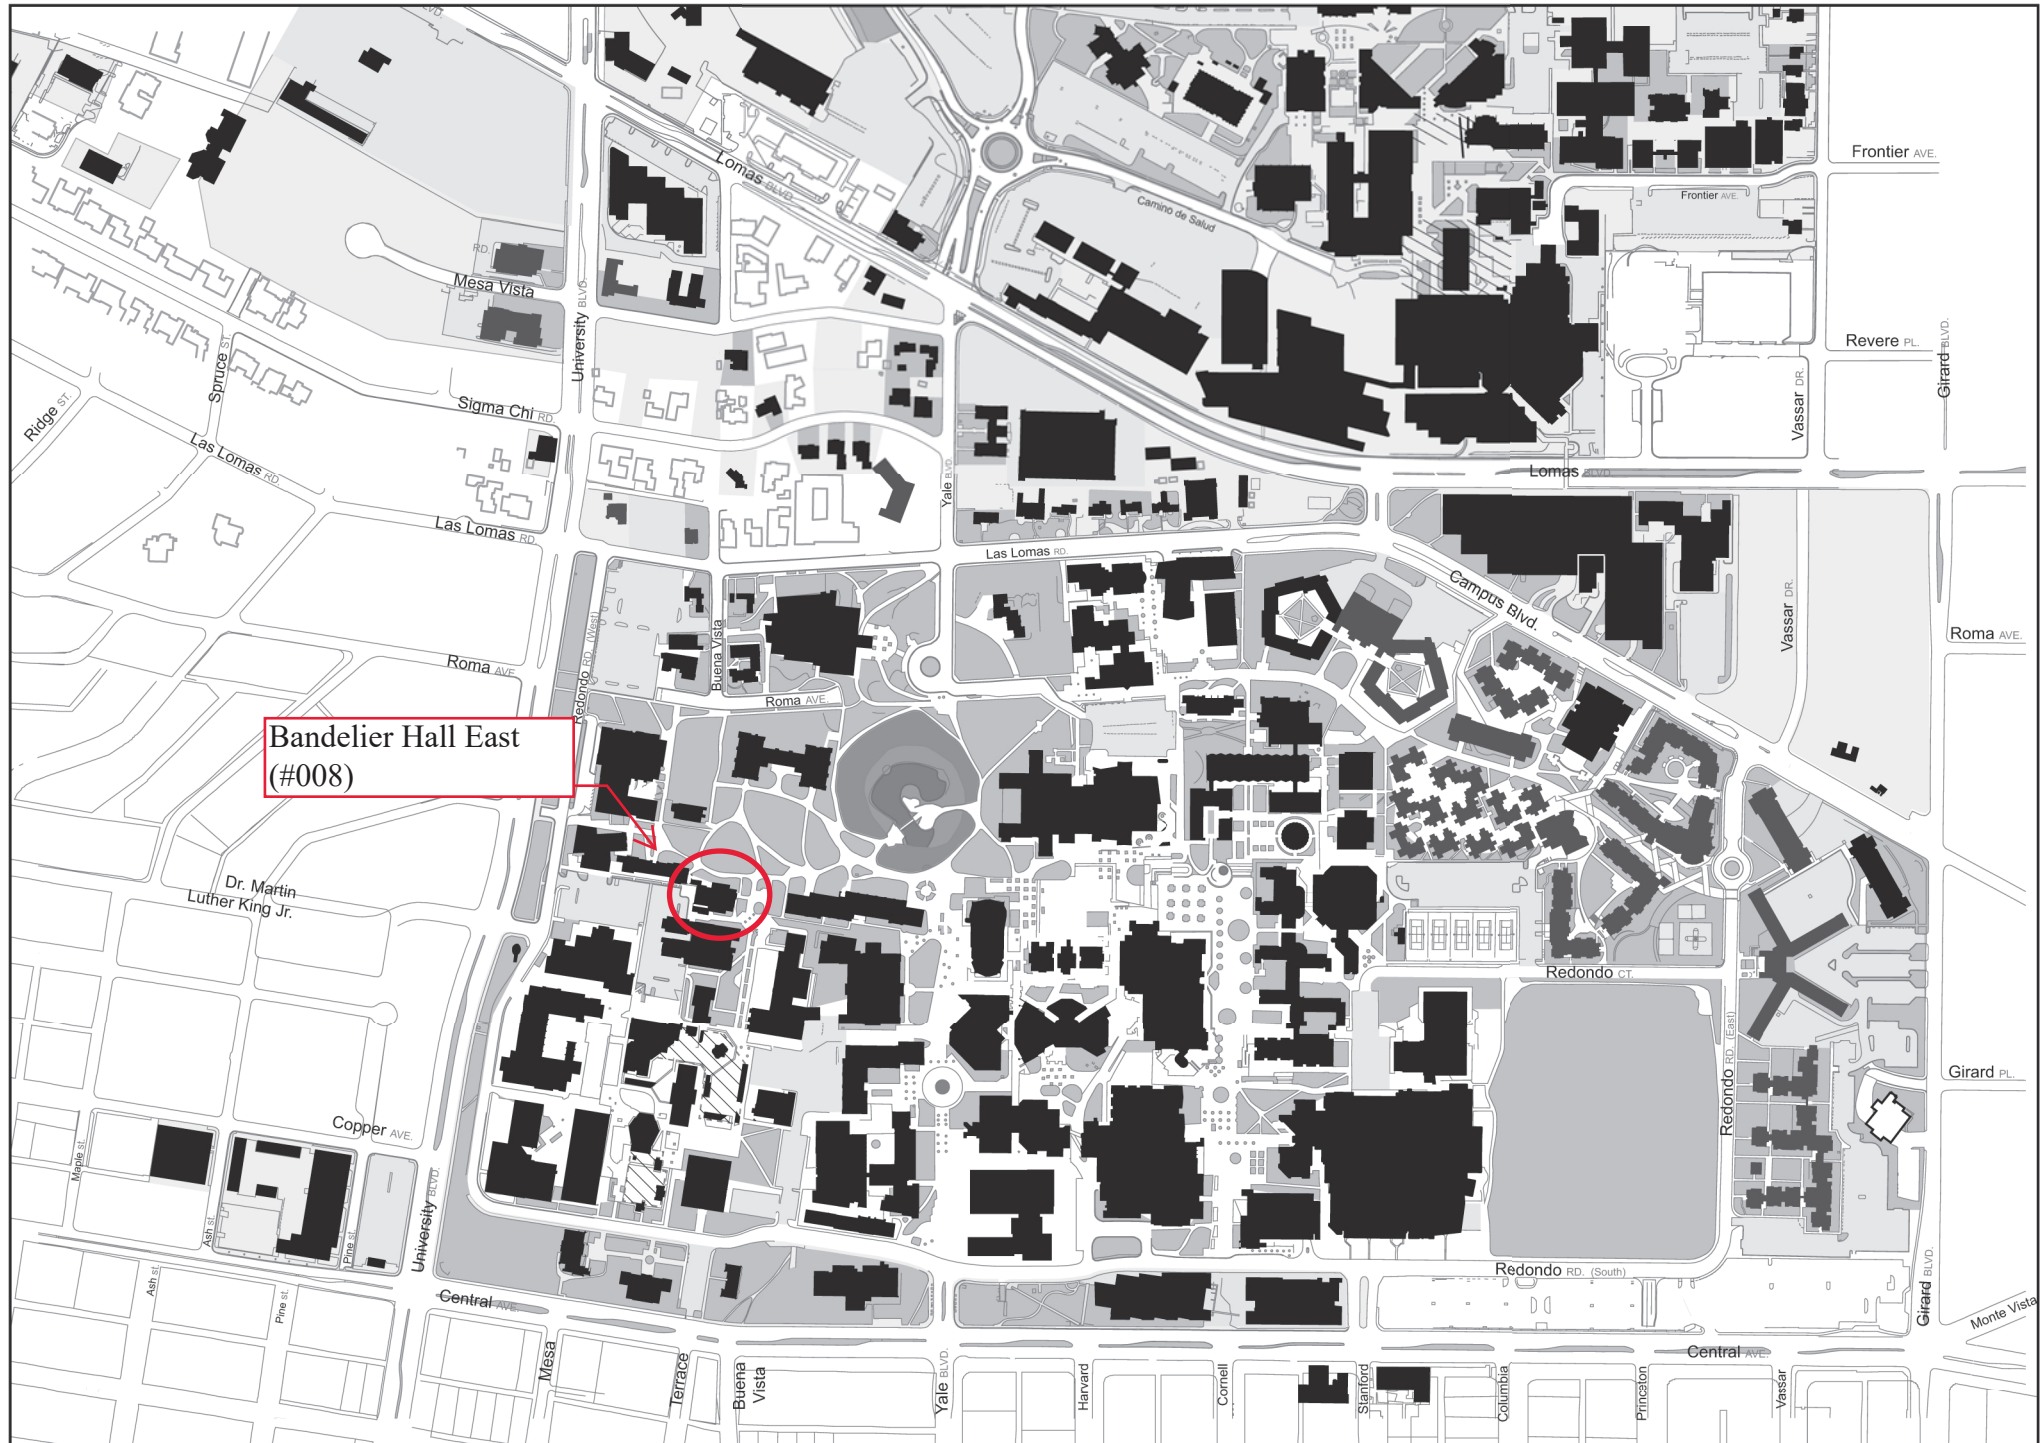 BLVD.
Lomas BLVD.
Frontier AVE.
Frontier AVE.
Camino de Salud
RD.
Mesa Vista
University BLVD.
Revere PL.
Girard BLVD.
Spruce ST.
Vassar DR.
Ridge ST.
Sigma Chi RD.
Las Lomas RD
Lomas BLVD.
Yale BLVD.
Las Lomas RD.
Las Lomas RD.
Campus Blvd.
Vassar DR.
Roma AVE.
Redondo RD. (West)
Buena Vista
Roma AVE
Roma AVE.
Bandelier Hall East
(#008)
Dr. Martin
Luther King Jr.
Redondo CT.
Redondo RD. (East)
Girard PL.
Copper AVE.
Maple st.
Ash st.
Pine st.
University BLVD.
Redondo RD. (South)
Girard BLVD.
Ash st.
Pine st.
Central AVE.
Monte Vista
Central AVE.
Mesa
Terrace
Buena
Vista
Yale BLVD.
Harvard
Cornell
Stanford
Columbia
Princeton
Vassar